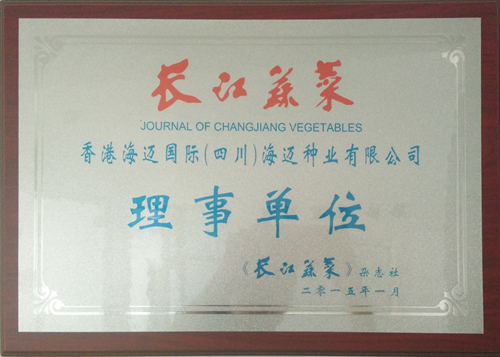 长江蔬菜
JOURNAL OF CHANGJIANG VEGETABLES
香港海迈国际(四川)海迈种业有限公司
理事单位
《长江蔬菜》杂志社
二零一五年一月